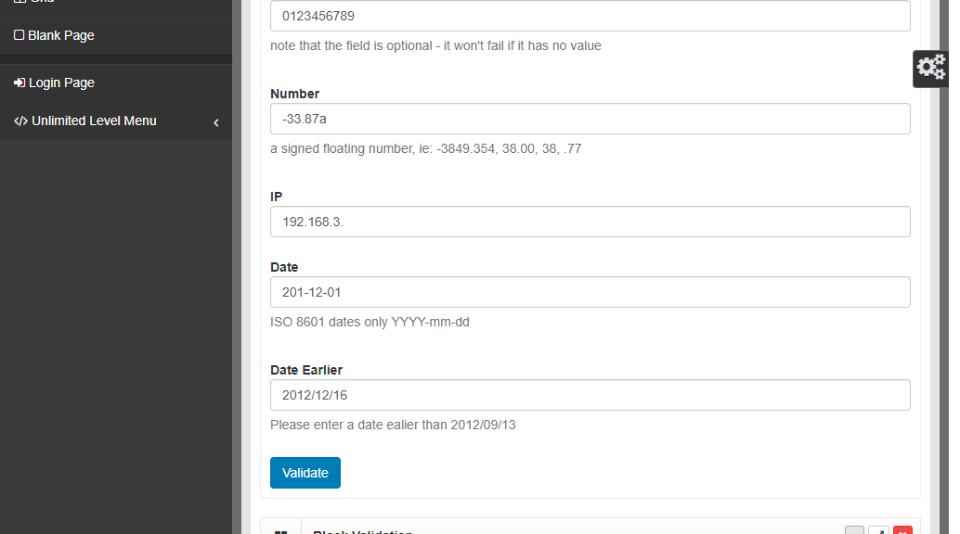 Grid
0123456789
Blank Page
note that the field is optional - it won't fail if it has no value
Login Page
Number
-33.87a
Unlimited Level Menu
a signed floating number, ie: -3849.354, 38.00, 38, .77
IP
192.168.3.
Date
201-12-01
ISO 8601 dates only YYYY-mm-dd
Date Earlier
2012/12/16
Please enter a date ealier than 2012/09/13
Validate
Block Validation